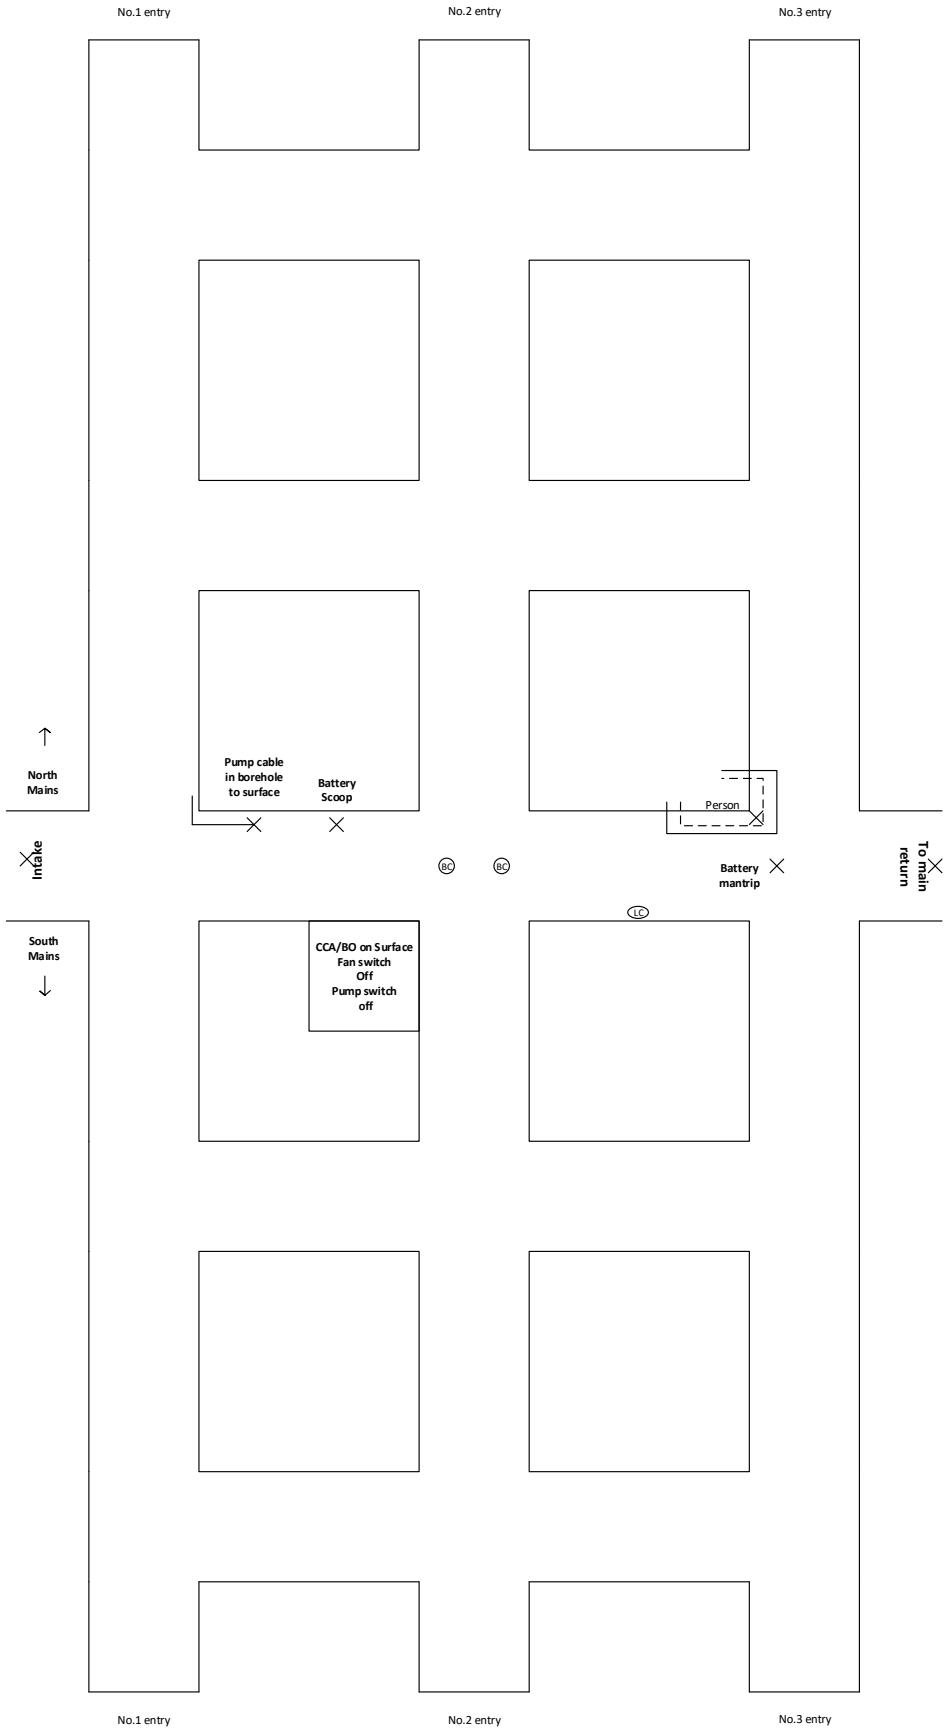 No.1 entry
No.2 entry
No.3 entry
North
Mains
Pump cable
in borehole
to surface
Battery
Scoop
Person
Intake
BC
BC
Battery
mantrip
To main
return
LC
South
Mains
CCA/BO on Surface
Fan switch
Off
Pump switch
off
No.1 entry
No.2 entry
No.3 entry